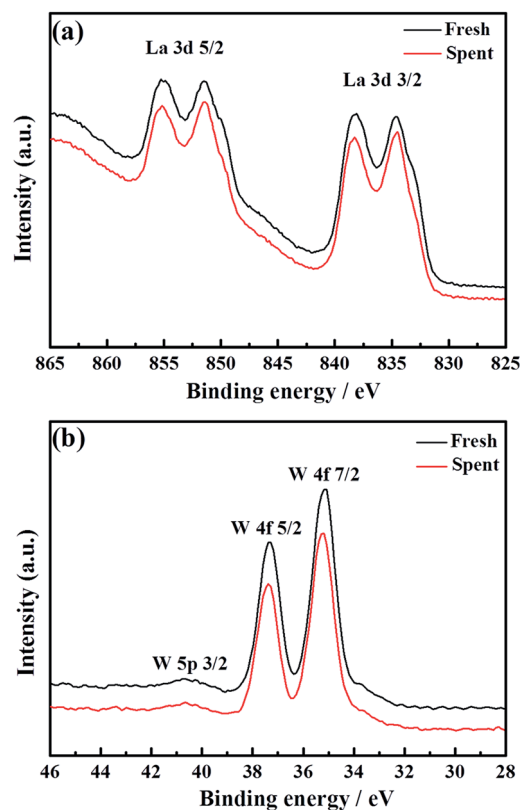 (a)
Fresh
Spent
La 3d 5/2
La 3d 3/2
Intensity (a.u.)
865 860 855 850 845 840 835 830 825
Binding energy / eV
(b)
Fresh
Spent
W 4f 7/2
W 4f 5/2
W 5p 3/2
Intensity (a.u.)
46 44 42 40 38 36 34 32 30 28
Binding energy / eV